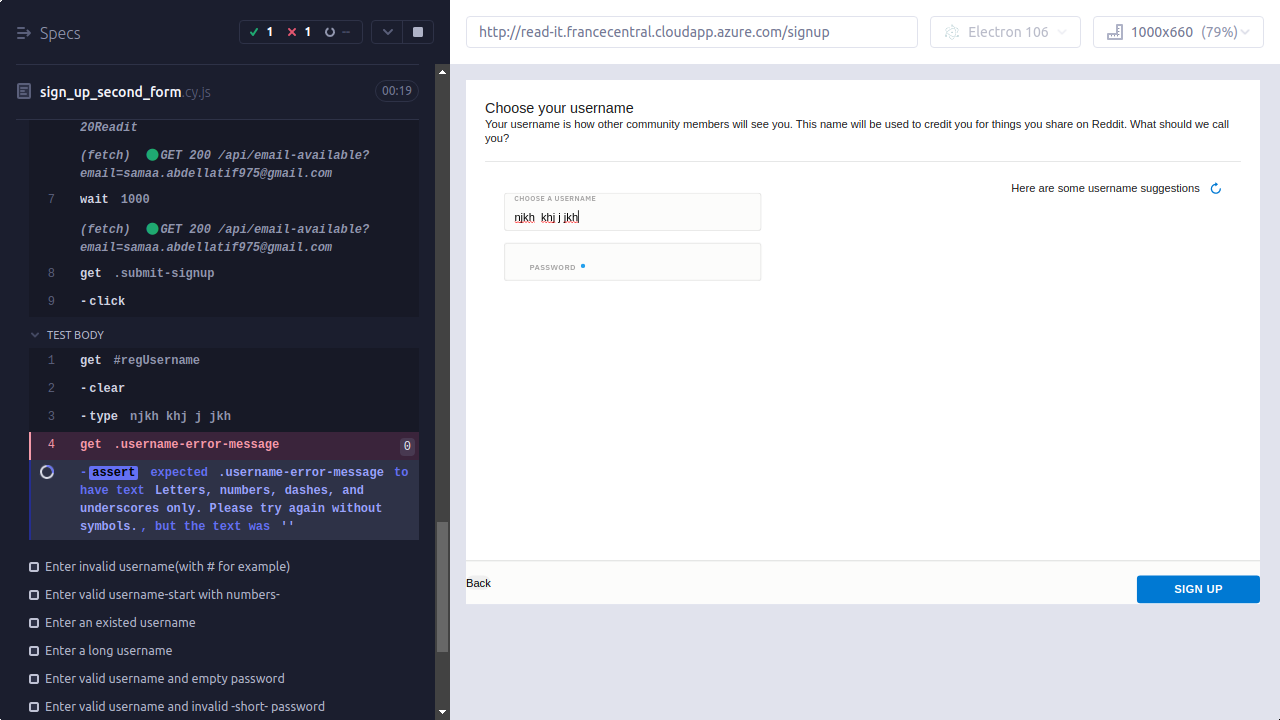 Specs
1
1
--
sign_up_second_form.cy.js
00:19
20Readit
(fetch) GET 200 /api/email-available?
email=samaa.abdellatif975@gmail.com
7 wait 1000
(fetch) GET 200 /api/email-available?
email=samaa.abdellatif975@gmail.com
8 get .submit-signup
9 -click
TEST BODY
1 get #regUsername
2 -clear
3 -type njkh khj j jkh
4 get .username-error-message 0
-assert expected .username-error-message to
have text Letters, numbers, dashes, and
underscores only. Please try again without
symbols. , but the text was ''
Enter invalid username(with # for example)
Enter valid username-start with numbers-
Enter an existed username
Enter a long username
Enter valid username and empty password
Enter valid username and invalid -short- password
http://read-it.francecentral.cloudapp.azure.com/signup
Electron 106
1000x660 (79%)
Choose your username
Your username is how other community members will see you. This name will be used to credit you for things you share on Reddit. What should we call
you?
Here are some username suggestions
CHOOSE A USERNAME
njkh khj j jkh
PASSWORD
Back
SIGN UP